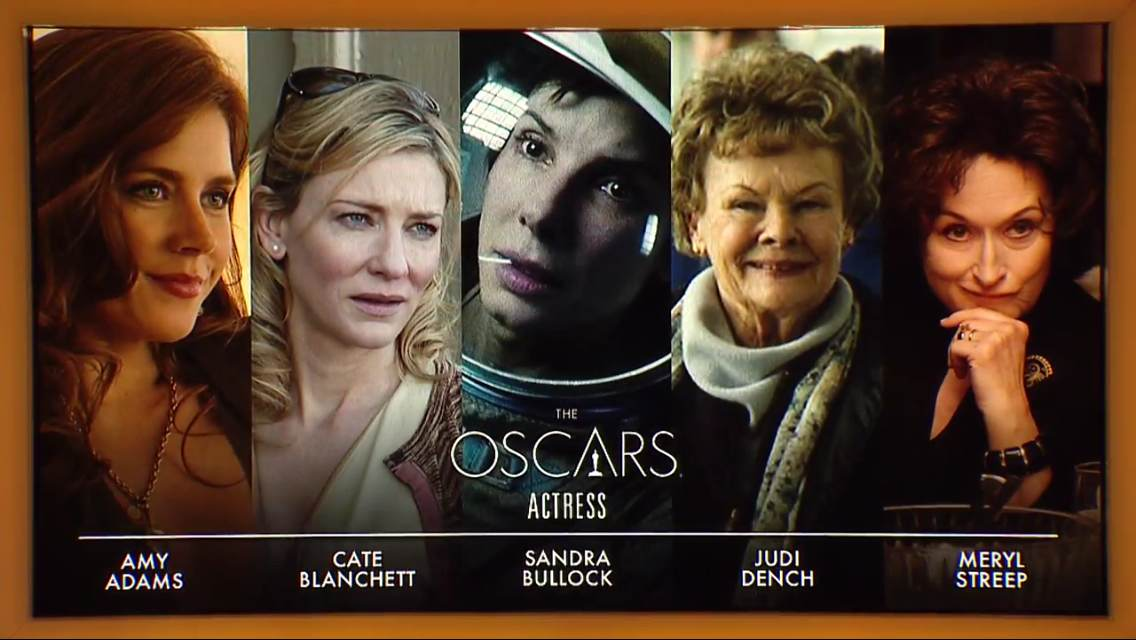 THE
OSCARS
ACTRESS
AMY
ADAMS
CATE
BLANCHETT
SANDRA
BULLOCK
JUDI
DENCH
MERYL
STREEP